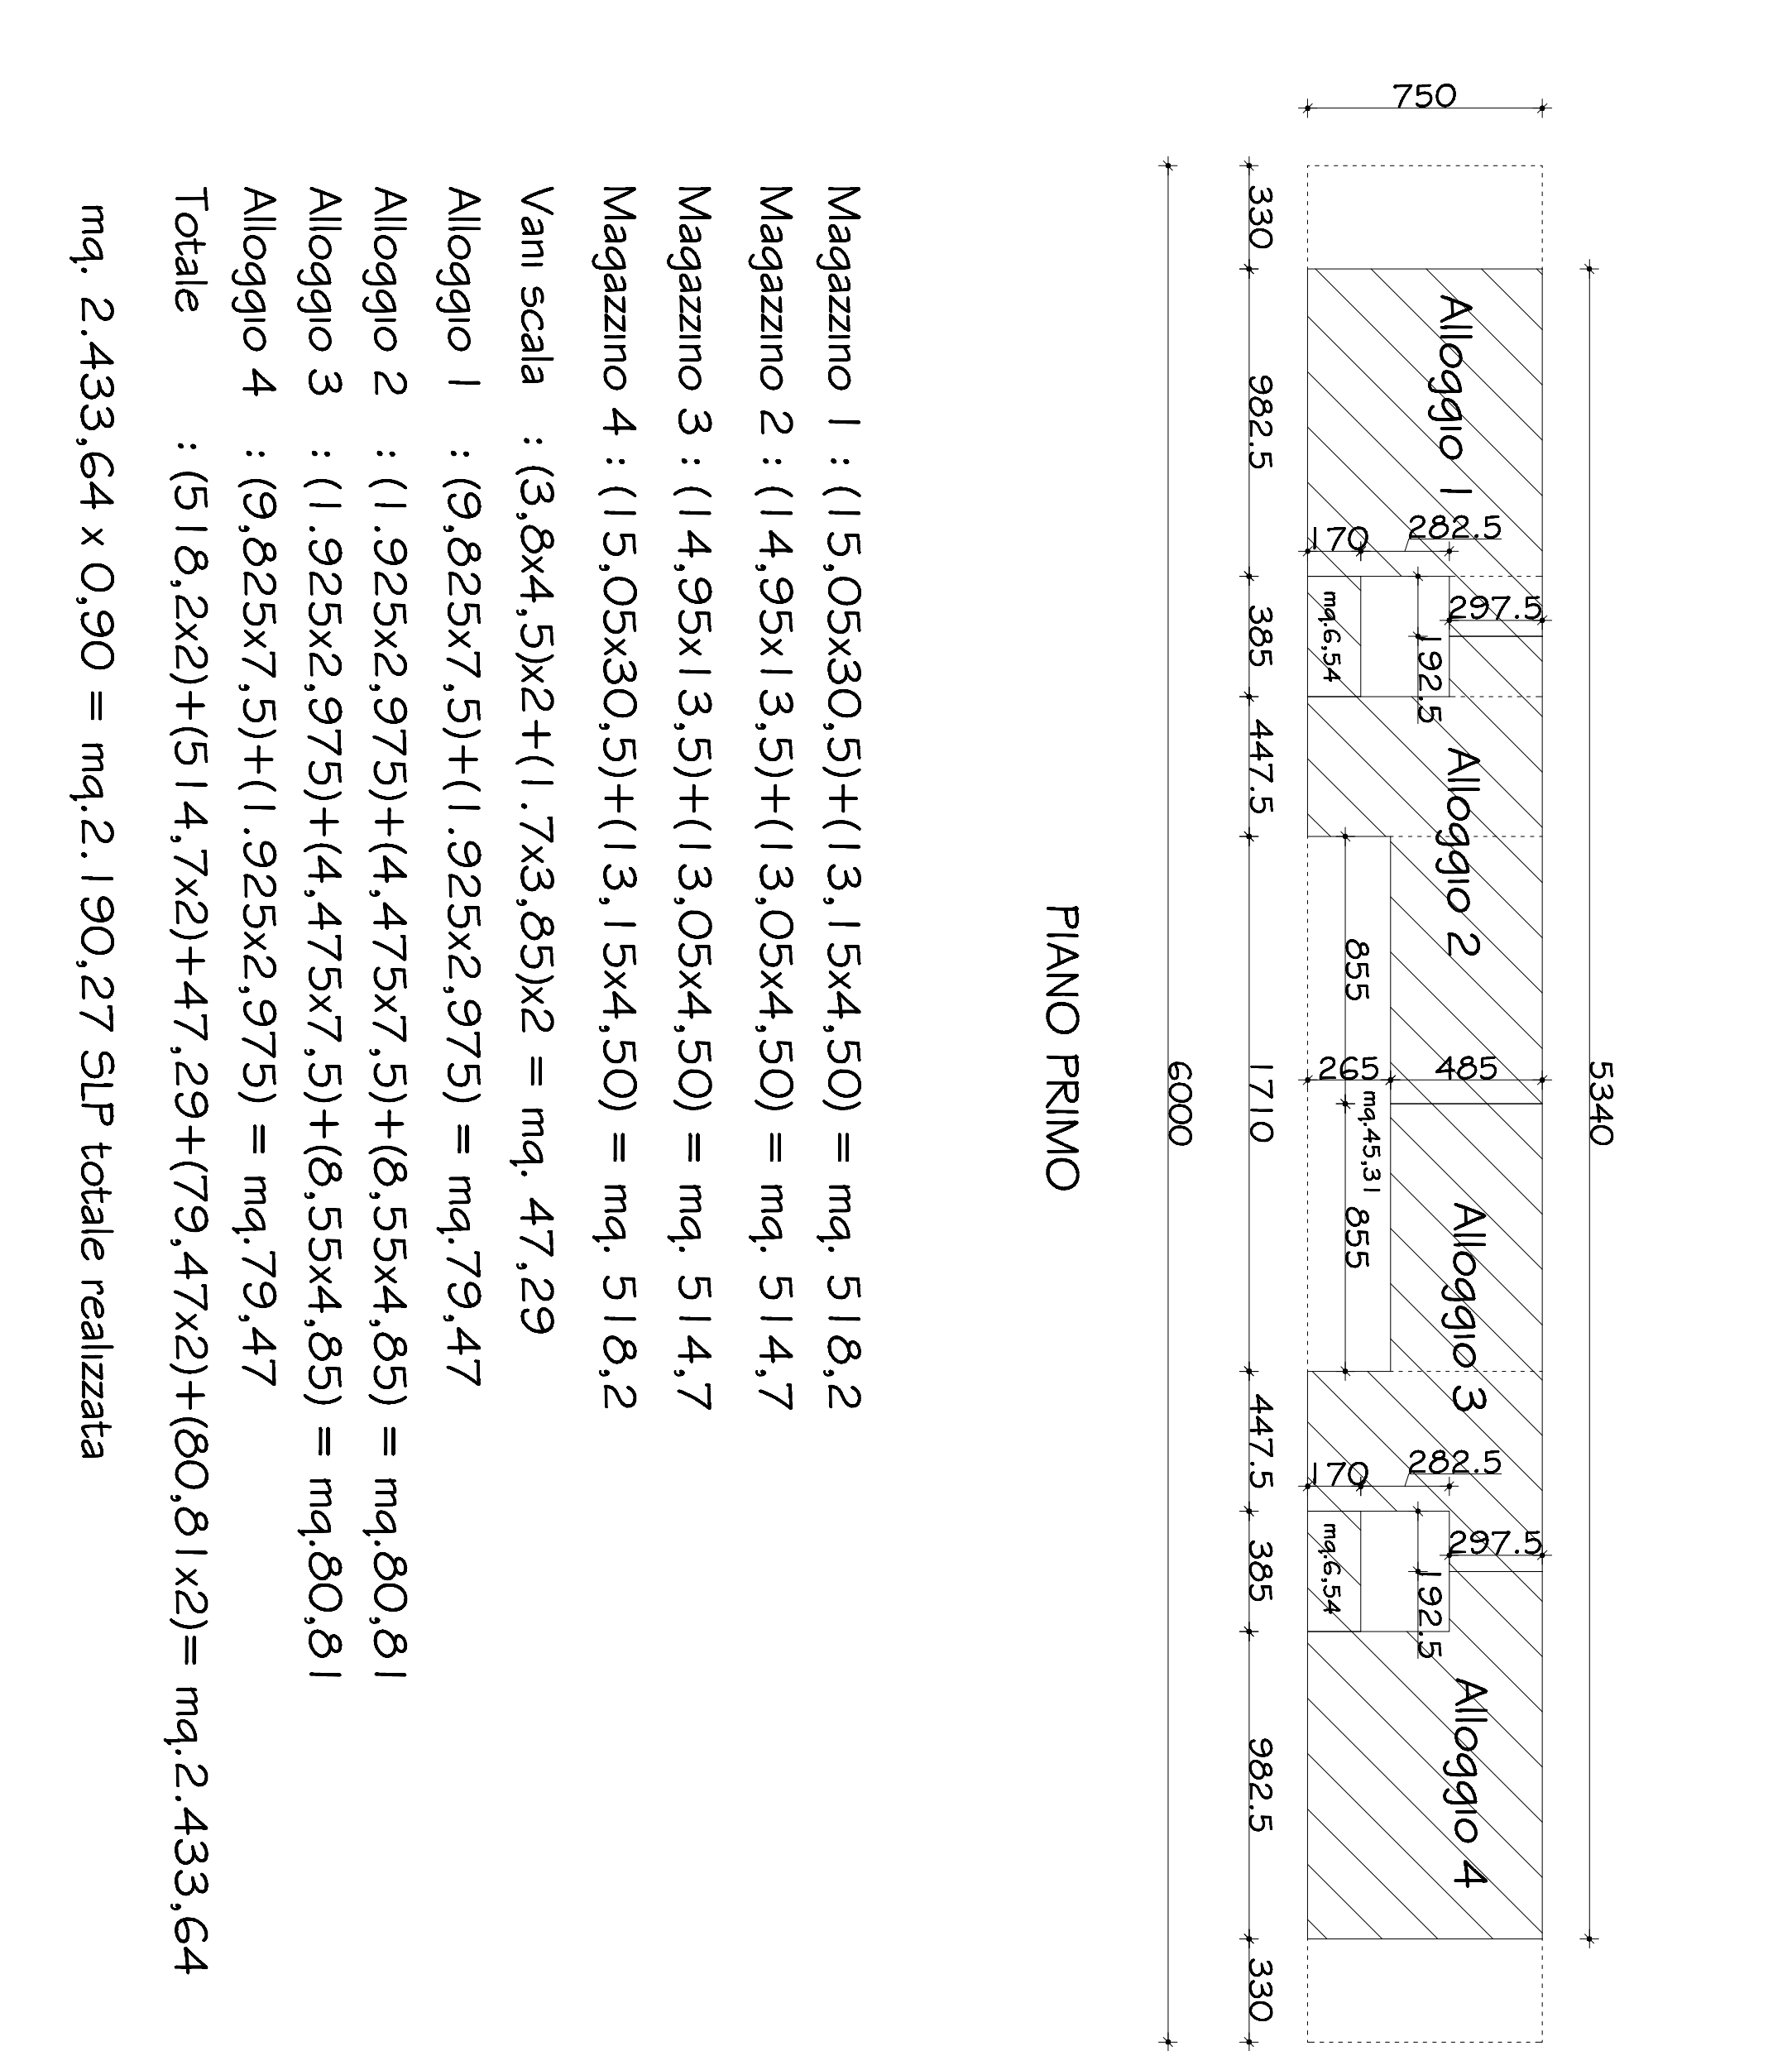 5340
750
Alloggio 1
Alloggio 2
Alloggio 3
Alloggio 4
297.5
297.5
485
282.5
282.5
192.5
192.5
170
170
265
mq.6,54
mq.45,31
mq.6,54
855
855
330
982.5
385
447.5
1710
447.5
385
982.5
330
6000
PIANO PRIMO
Magazzino 1 : (15,05x30,5)+(13,15x4,50) = mq. 518,2
Magazzino 2 : (14,95x13,5)+(13,05x4,50) = mq. 514,7
Magazzino 3 : (14,95x13,5)+(13,05x4,50) = mq. 514,7
Magazzino 4 : (15,05x30,5)+(13,15x4,50) = mq. 518,2
Vani scala : (3,8x4,5)x2+(1.7x3,85)x2 = mq. 47,29
Alloggio 1 : (9,825x7,5)+(1.925x2,975) = mq.79,47
Alloggio 2 : (1.925x2,975)+(4,475x7,5)+(8,55x4,85) = mq.80,81
Alloggio 3 : (1.925x2,975)+(4,475x7,5)+(8,55x4,85) = mq.80,81
Alloggio 4 : (9,825x7,5)+(1.925x2,975) = mq.79,47
Totale : (518,2x2)+(514,7x2)+47,29+(79,47x2)+(80,81x2)= mq.2.433,64
mq. 2.433,64 x 0,90 = mq.2.190,27 SLP totale realizzata